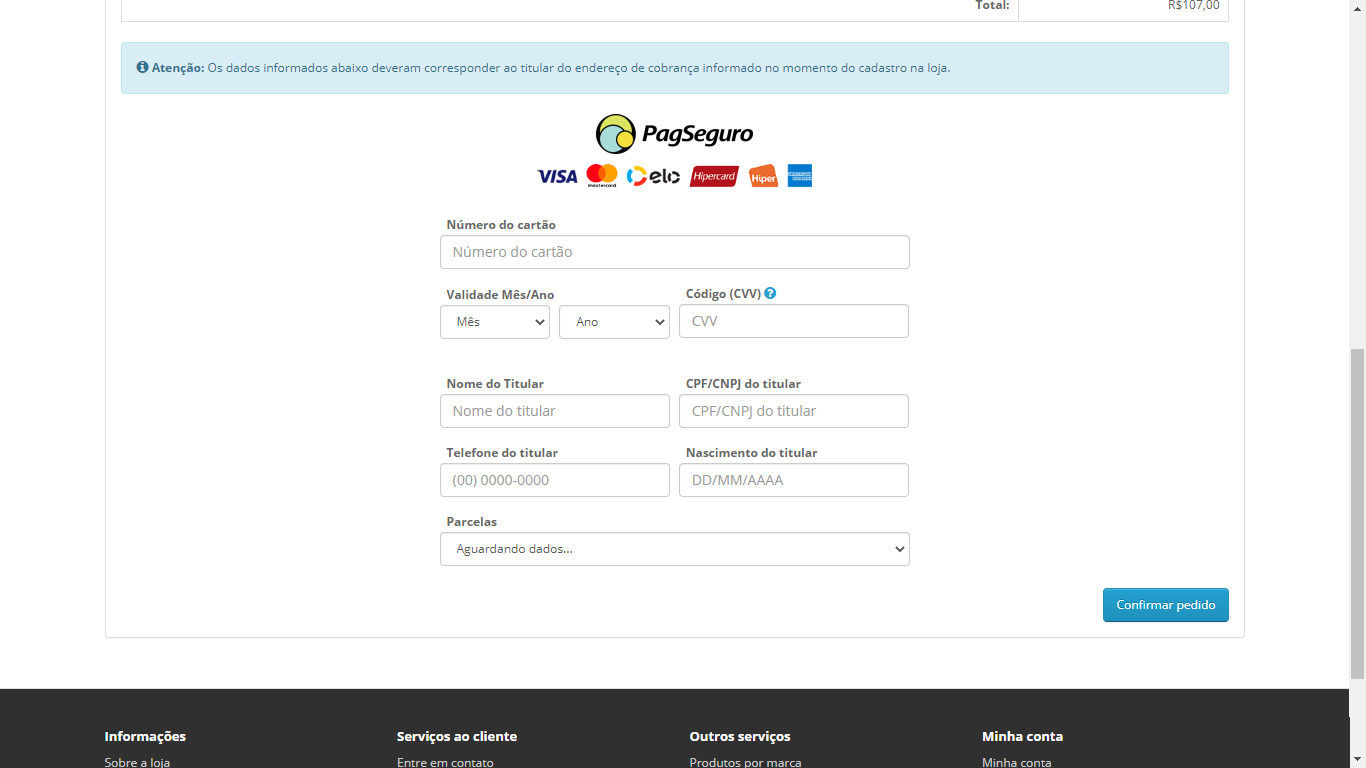 Total: R$107,00
Atenção: Os dados informados abaixo deveram corresponder ao titular do endereço de cobrança informado no momento do cadastro na loja.
PagSeguro
VISA mastercard elo Hipercard Hiper
Número do cartão
Número do cartão
Validade Mês/Ano Código (CVV) ?
Mês Ano CVV
Nome do Titular CPF/CNPJ do titular
Nome do titular CPF/CNPJ do titular
Telefone do titular Nascimento do titular
(00) 0000-0000 DD/MM/AAAA
Parcelas
Aguardando dados...
Confirmar pedido
Informações Serviços ao cliente Outros serviços Minha conta
Sobre a loja Entre em contato Produtos por marca Minha conta